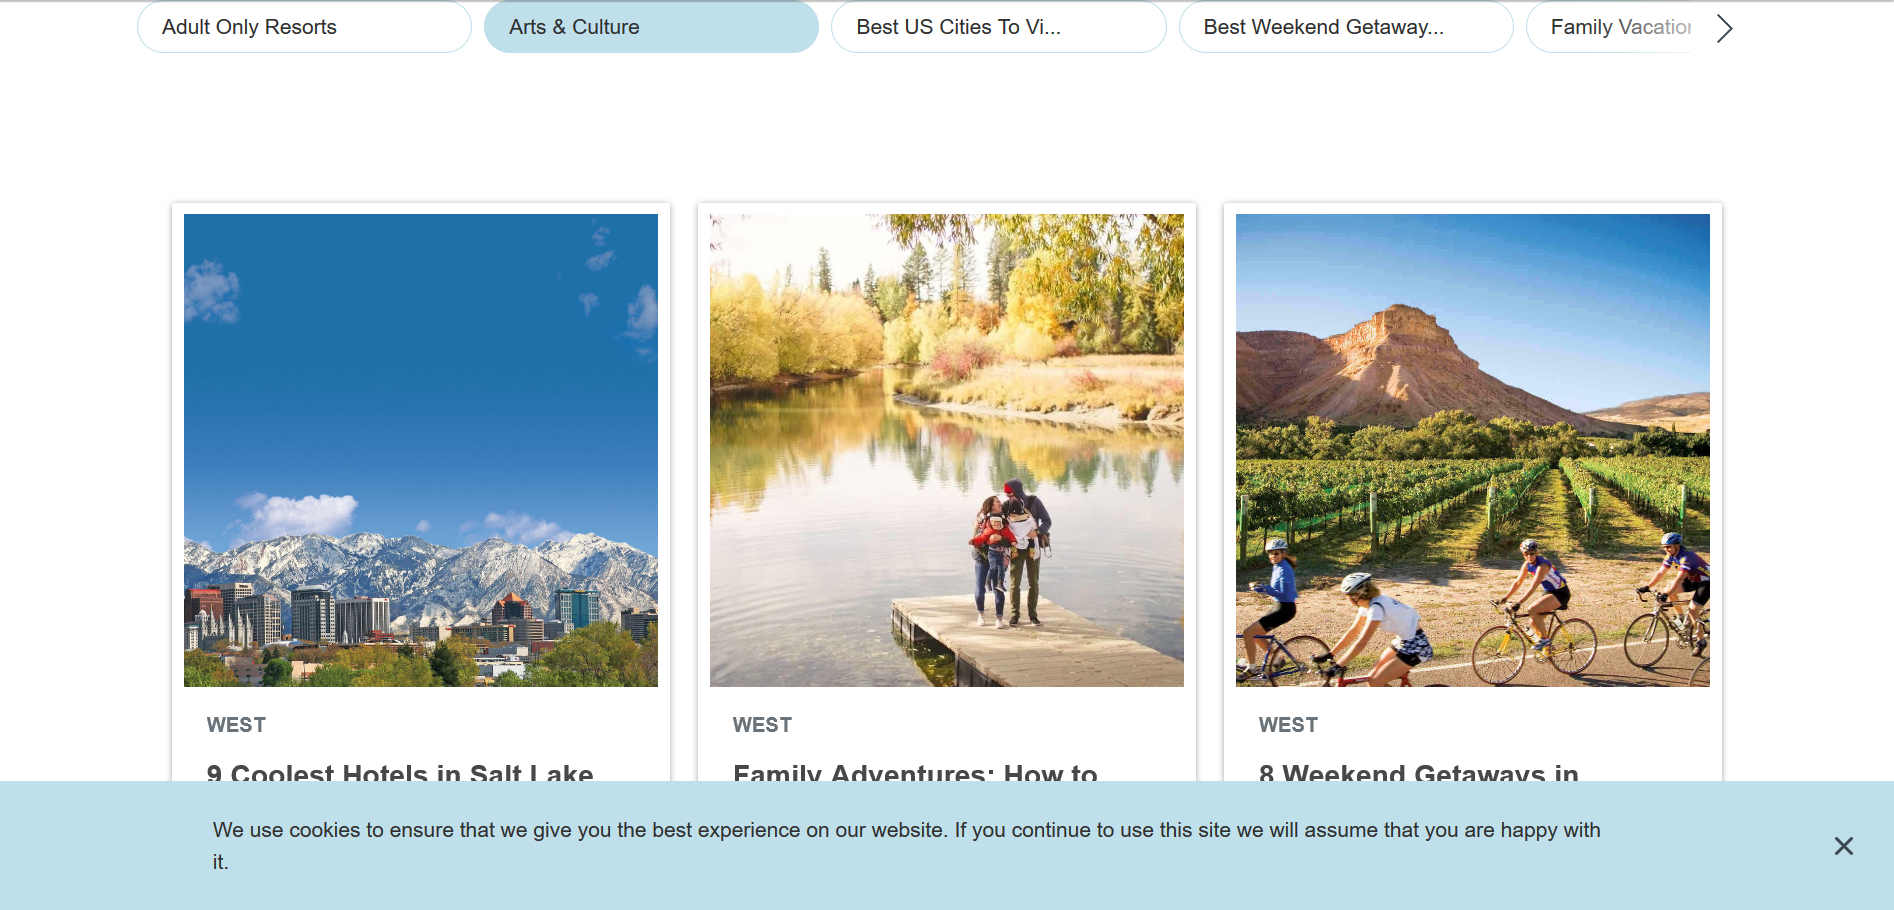 Adult Only Resorts
Arts & Culture
Best US Cities To Vi...
Best Weekend Getaway...
Family Vacation
WEST
9 Coolest Hotels in Salt Lake
WEST
Family Adventures: How to
WEST
8 Weekend Getaways in
We use cookies to ensure that we give you the best experience on our website. If you continue to use this site we will assume that you are happy with
it.